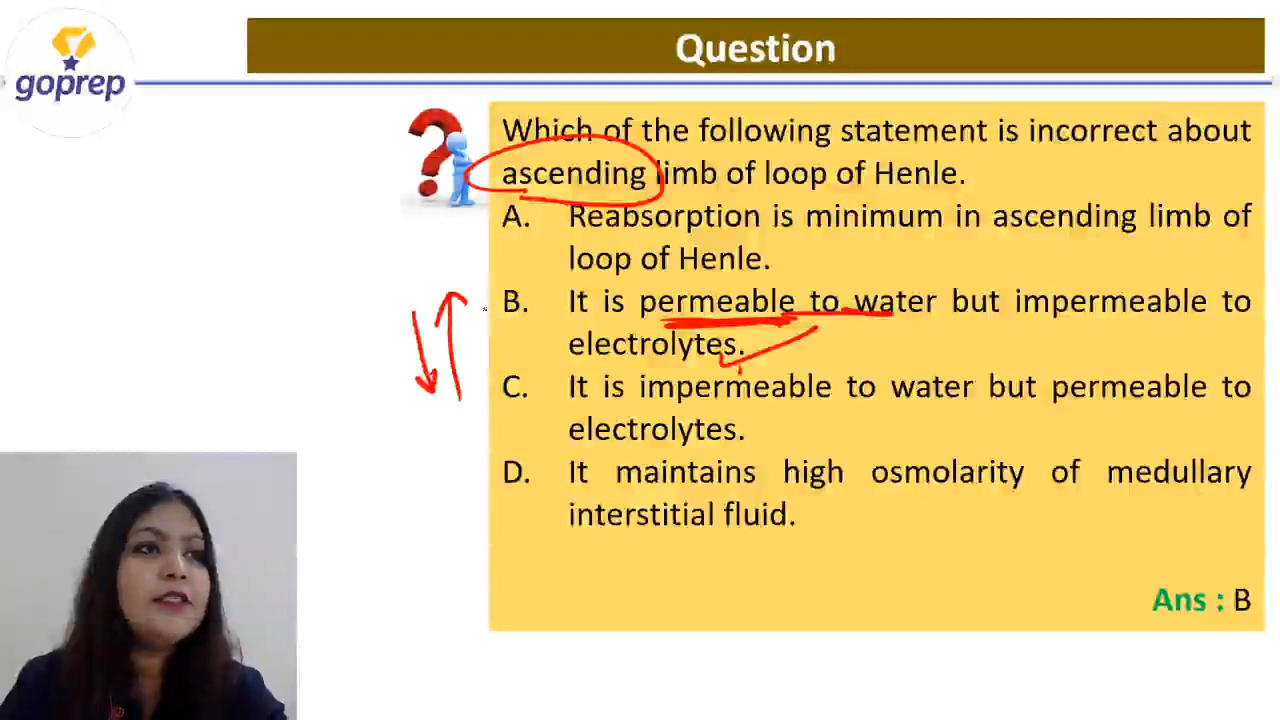 goprep
Question
Which of the following statement is incorrect about
ascending limb of loop of Henle.
A. Reabsorption is minimum in ascending limb of
loop of Henle.
B. It is permeable to water but impermeable to
electrolytes.
C. It is impermeable to water but permeable to
electrolytes.
D. It maintains high osmolarity of medullary
interstitial fluid.
Ans : B